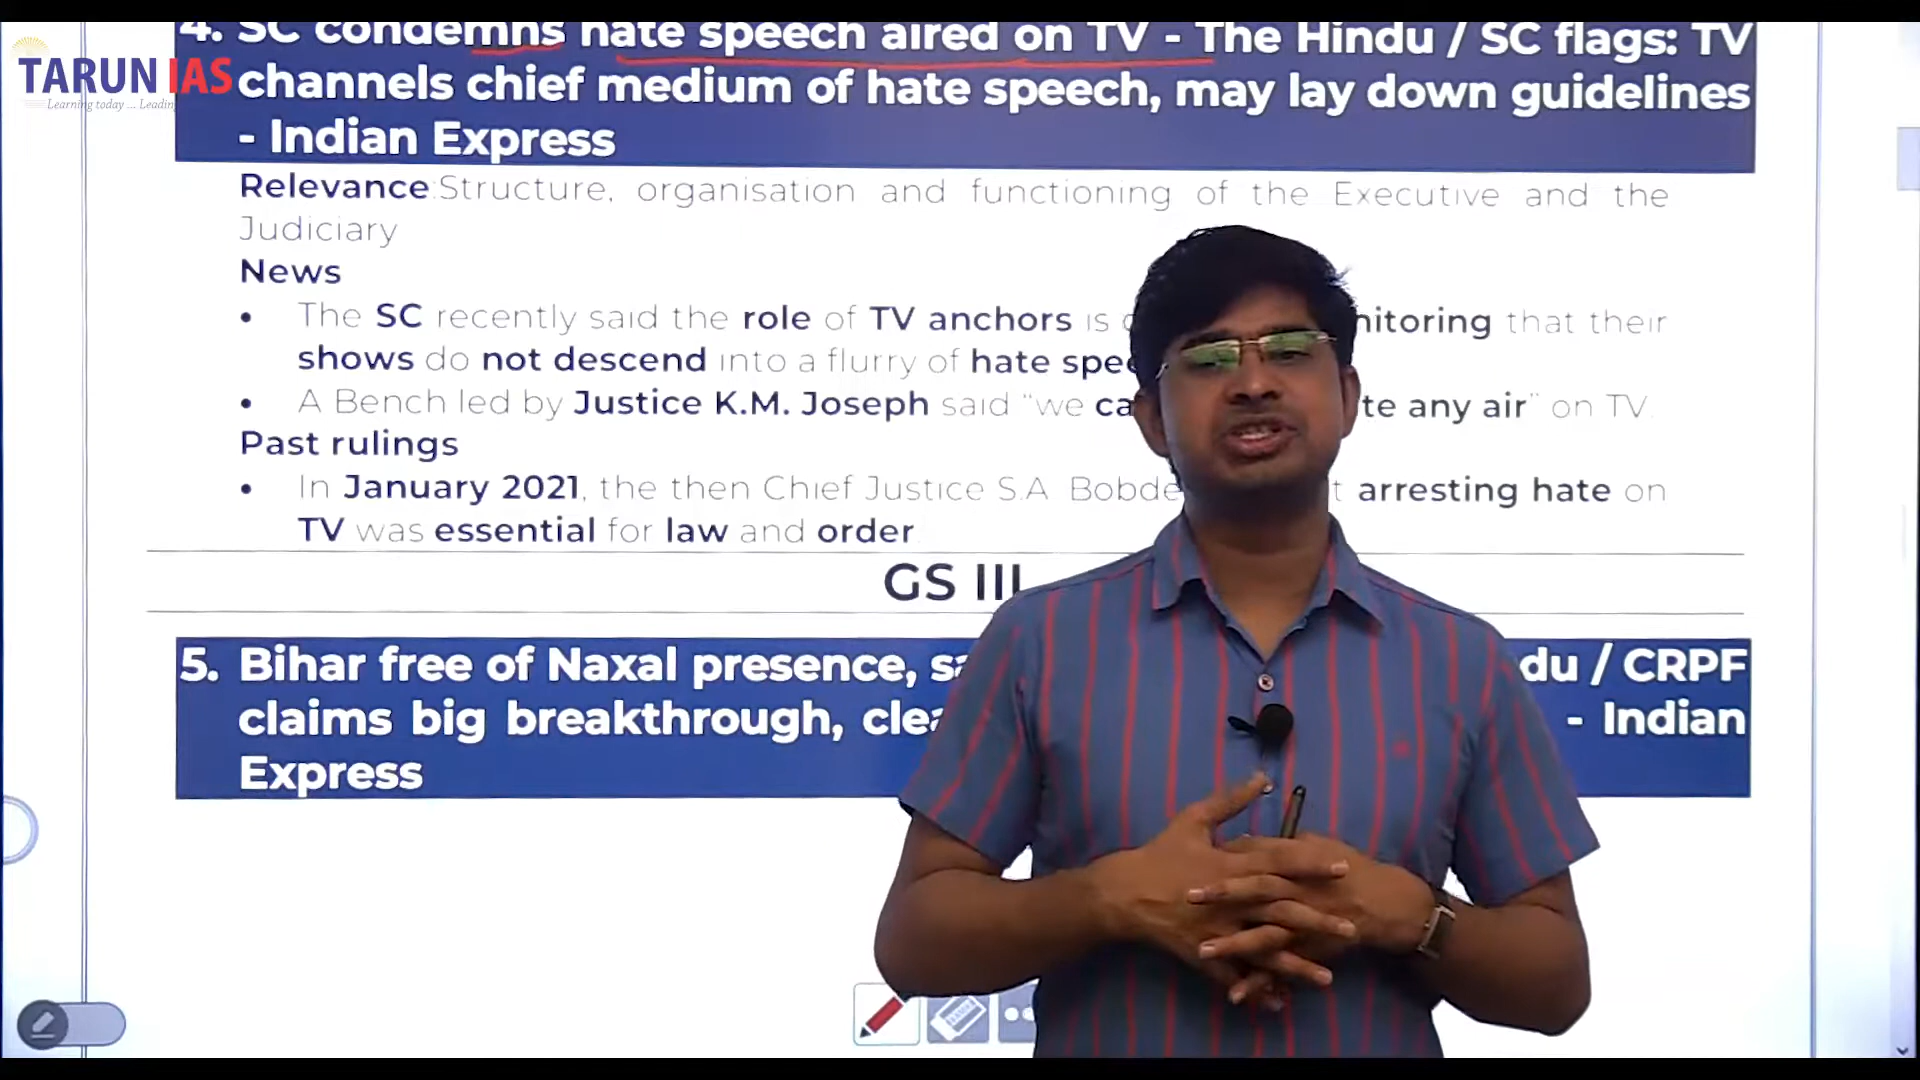 4. SC condemns hate speech aired on TV - The Hindu / SC flags: TV
TARUN IAS
channels chief medium of hate speech, may lay down guidelines
Learning today ... Leadin
- Indian Express
Relevance:Structure, organisation and functioning of the Executive and the
Judiciary
News
• The SC recently said the role of TV anchors is nitoring that their
shows do not descend into a flurry of hate spe
• A Bench led by Justice K.M. Joseph said "we ca te any air" on TV.
Past rulings
• In January 2021, the then Chief Justice S.A Bobde t arresting hate on
TV was essential for law and order
GS III
5. Bihar free of Naxal presence, sa du / CRPF
claims big breakthrough, clea - Indian
Express